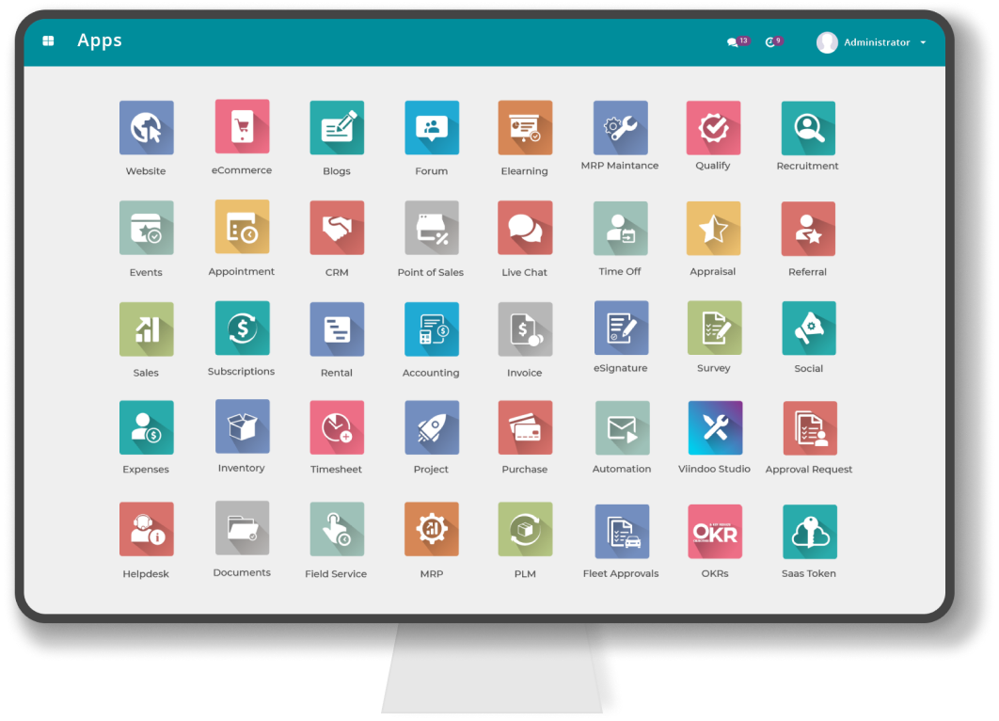 Apps
13
9
Administrator
Website
eCommerce
Blogs
Forum
Elearning
MRP Maintance
Qualify
Recruitment
Events
Appointment
CRM
Point of Sales
Live Chat
Time Off
Appraisal
Referral
Sales
Subscriptions
Rental
Accounting
Invoice
eSignature
Survey
Social
Expenses
Inventory
Timesheet
Project
Purchase
Automation
Viindoo Studio
Approval Request
OKR
Helpdesk
Documents
Field Service
MRP
PLM
Fleet Approvals
OKRs
Saas Token